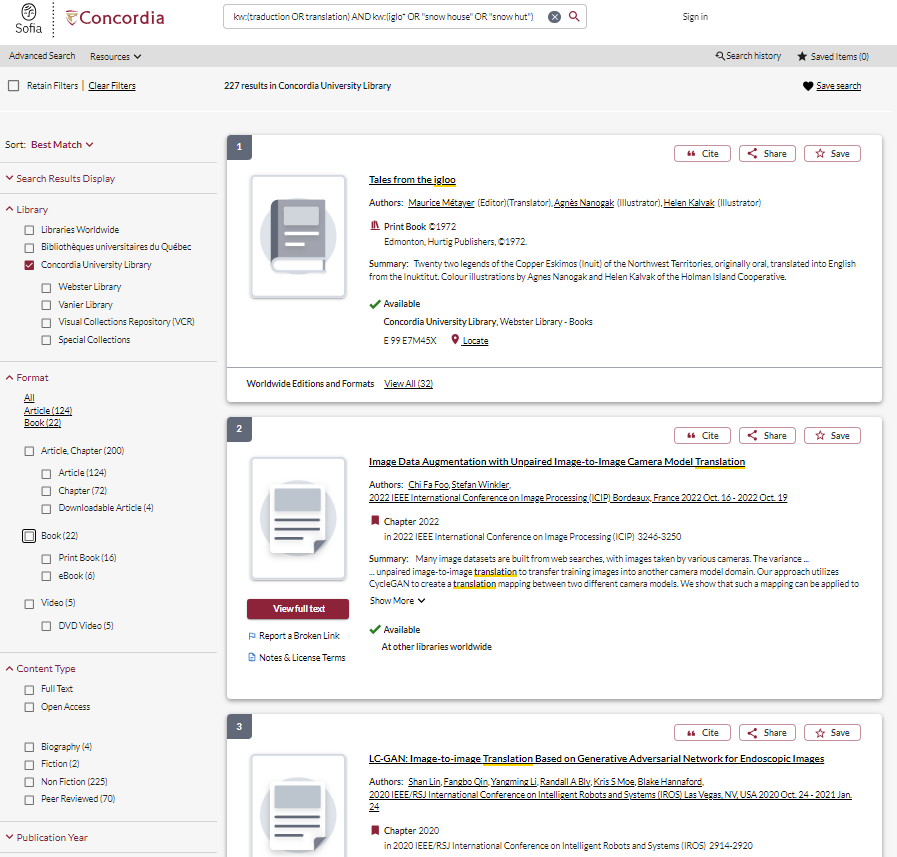 Sofia
Concordia
kw:(traduction OR translation) AND kw:(iglo* OR "snow house" OR "snow hut")
Sign in
Advanced Search
Resources
Search history
Saved Items (0)
Retain Filters | Clear Filters
227 results in Concordia University Library
Save search
Sort: Best Match
Search Results Display
Library
Libraries Worldwide
Bibliothèques universitaires du Québec
Concordia University Library
Webster Library
Vanier Library
Visual Collections Repository (VCR)
Special Collections
Format
All
Article (124)
Book (22)
Article, Chapter (200)
Article (124)
Chapter (72)
Downloadable Article (4)
Book (22)
Print Book (16)
eBook (6)
Video (5)
DVD Video (5)
Content Type
Full Text
Open Access
Biography (4)
Fiction (2)
Non Fiction (225)
Peer Reviewed (70)
Publication Year
1
Cite
Share
Save
Tales from the igloo
Authors: Maurice Métayer (Editor)(Translator), Agnès Nanogak (Illustrator), Helen Kalvak (Illustrator)
Print Book ©1972
Edmonton, Hurtig Publishers, ©1972.
Summary: Twenty two legends of the Copper Eskimos (Inuit) of the Northwest Territories, originally oral, translated into English
from the Inuktitut. Colour illustrations by Agnes Nanogak and Helen Kalvak of the Holman Island Cooperative.
Available
Concordia University Library, Webster Library - Books
E 99 E7M45X
Locate
Worldwide Editions and Formats View All (32)
2
Cite
Share
Save
Image Data Augmentation with Unpaired Image-to-Image Camera Model Translation
Authors: Chi Fa Foo, Stefan Winkler,
2022 IEEE International Conference on Image Processing (ICIP) Bordeaux, France 2022 Oct. 16 - 2022 Oct. 19
Chapter 2022
in 2022 IEEE International Conference on Image Processing (ICIP) 3246-3250
Summary: Many image datasets are built from web searches, with images taken by various cameras. The variance ...
... unpaired image-to-image translation to transfer training images into another camera model domain. Our approach utilizes
CycleGAN to create a translation mapping between two different camera models. We show that such a mapping can be applied to
Show More
View full text
Report a Broken Link
Notes & License Terms
Available
At other libraries worldwide
3
Cite
Share
Save
LC-GAN: Image-to-image Translation Based on Generative Adversarial Network for Endoscopic Images
Authors: Shan Lin, Fangbo Qin, Yangming Li, Randall A Bly, Kris S Moe, Blake Hannaford,
2020 IEEE/RSJ International Conference on Intelligent Robots and Systems (IROS) Las Vegas, NV, USA 2020 Oct. 24 - 2021 Jan.
24
Chapter 2020
in 2020 IEEE/RSJ International Conference on Intelligent Robots and Systems (IROS) 2914-2920